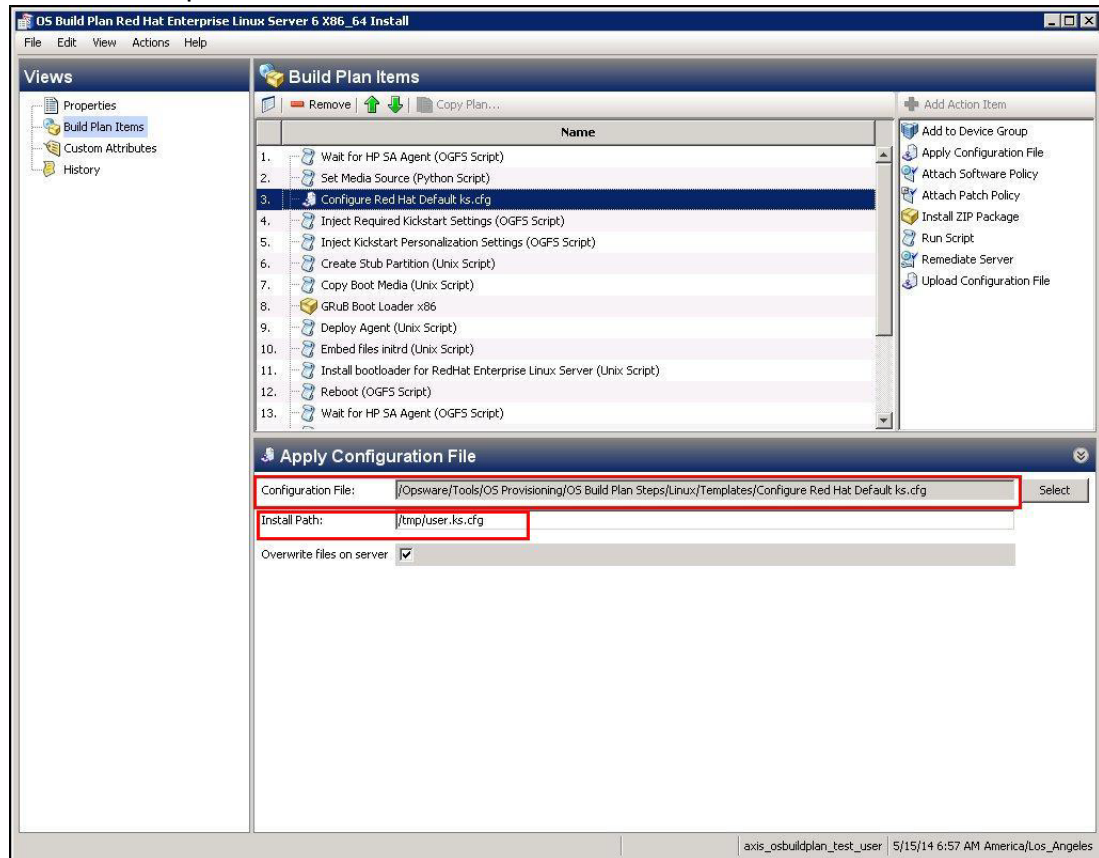 OS Build Plan Red Hat Enterprise Linux Server 6 X86_64 Install
File Edit View Actions Help
Views
Properties
Build Plan Items
Custom Attributes
History
Build Plan Items
Remove Copy Plan...
Add Action Item
Name
1. Wait for HP SA Agent (OGFS Script)
2. Set Media Source (Python Script)
3. Configure Red Hat Default ks.cfg
4. Inject Required Kickstart Settings (OGFS Script)
5. Inject Kickstart Personalization Settings (OGFS Script)
6. Create Stub Partition (Unix Script)
7. Copy Boot Media (Unix Script)
8. GRuB Boot Loader x86
9. Deploy Agent (Unix Script)
10. Embed files initrd (Unix Script)
11. Install bootloader for RedHat Enterprise Linux Server (Unix Script)
12. Reboot (OGFS Script)
13. Wait for HP SA Agent (OGFS Script)
Add to Device Group
Apply Configuration File
Attach Software Policy
Attach Patch Policy
Install ZIP Package
Run Script
Remediate Server
Upload Configuration File
Apply Configuration File
Configuration File: /Opsware/Tools/OS Provisioning/OS Build Plan Steps/Linux/Templates/Configure Red Hat Default ks.cfg Select
Install Path: /tmp/user.ks.cfg
Overwrite files on server
axis_osbuildplan_test_user 5/15/14 6:57 AM America/Los_Angeles